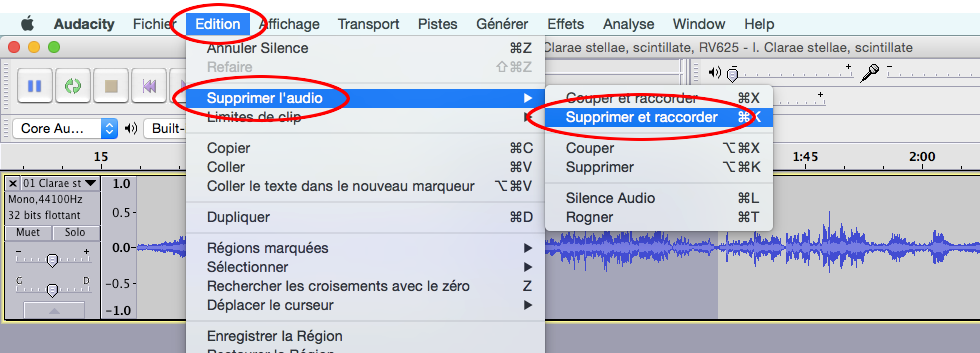 Audacity Fichier Edition Affichage Transport Pistes Générer Effets Analyse Window Help
Clarae stellae, scintillate, RV625 - I. Clarae stellae, scintillate
Annuler Silence ⌘Z
Refaire ⇧⌘Z
Supprimer l'audio
Limites de clip
Copier ⌘C
Coller ⌘V
Coller le texte dans le nouveau marqueur ⌥⌘V
Dupliquer ⌘D
Régions marquées
Sélectionner
Rechercher les croisements avec le zéro Z
Déplacer le curseur
Enregistrer la Région
Restaurer la Région
Couper et raccorder ⌘X
Supprimer et raccorder ⌘K
Couper ⌥⌘X
Supprimer ⌥⌘K
Silence Audio ⌘L
Rogner ⌘T
Core Au... Built-
15 1:45 2:00
01 Clarae st
Mono,44100Hz
32 bits flottant
Muet Solo
- +
G D
1.0
0.5-
0.0-
-0.5-
-1.0
- +
- +
+